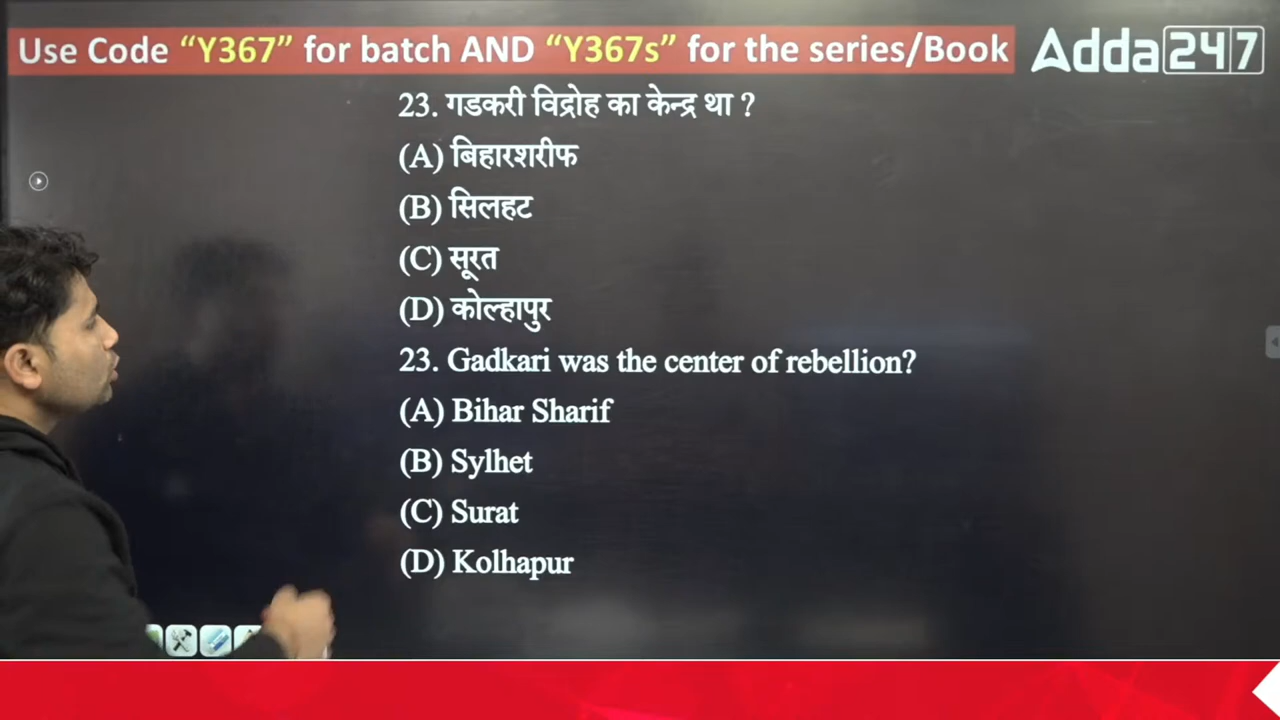 Use Code “Y367” for batch AND “Y367s” for the series/Book
Adda247
23. गडकरी विद्रोह का केन्द्र था ?
(A) बिहारशरीफ
(B) सिलहट
(C) सूरत
(D) कोल्हापुर
23. Gadkari was the center of rebellion?
(A) Bihar Sharif
(B) Sylhet
(C) Surat
(D) Kolhapur